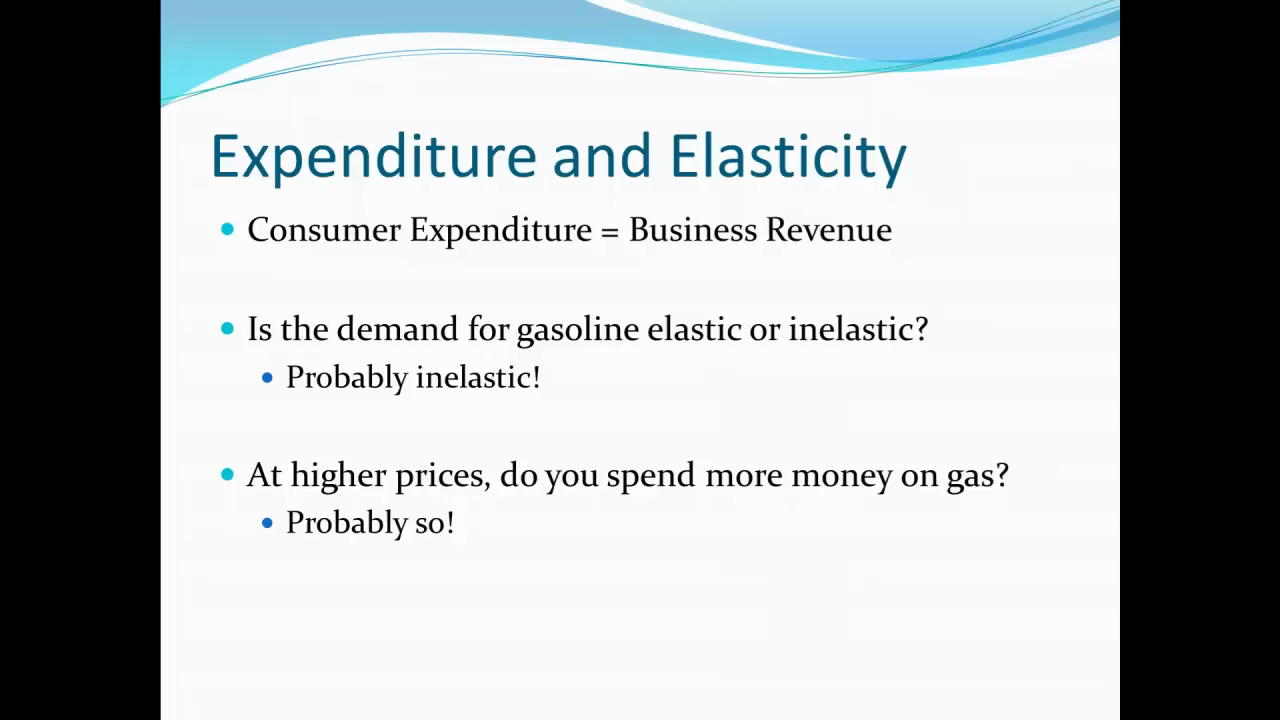 Expenditure and Elasticity
Consumer Expenditure = Business Revenue
Is the demand for gasoline elastic or inelastic?
Probably inelastic!
At higher prices, do you spend more money on gas?
Probably so!